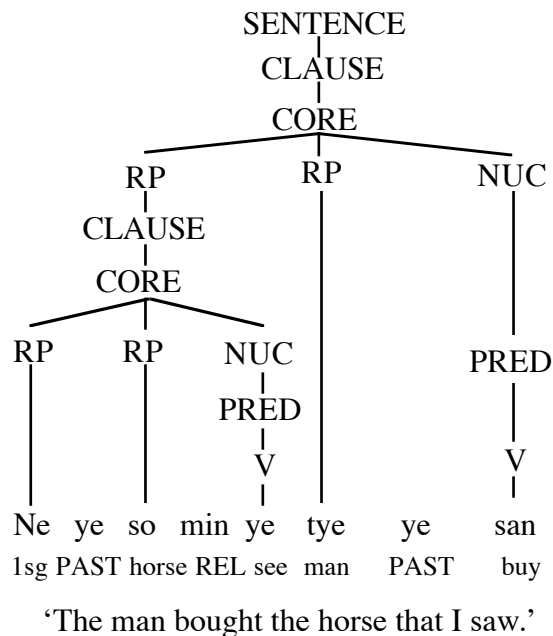 SENTENCE
CLAUSE
CORE
RP RP NUC
CLAUSE
CORE
RP RP NUC PRED
PRED
V V
Ne ye so min ye tye ye san
1sg PAST horse REL see man PAST buy
‘The man bought the horse that I saw.’